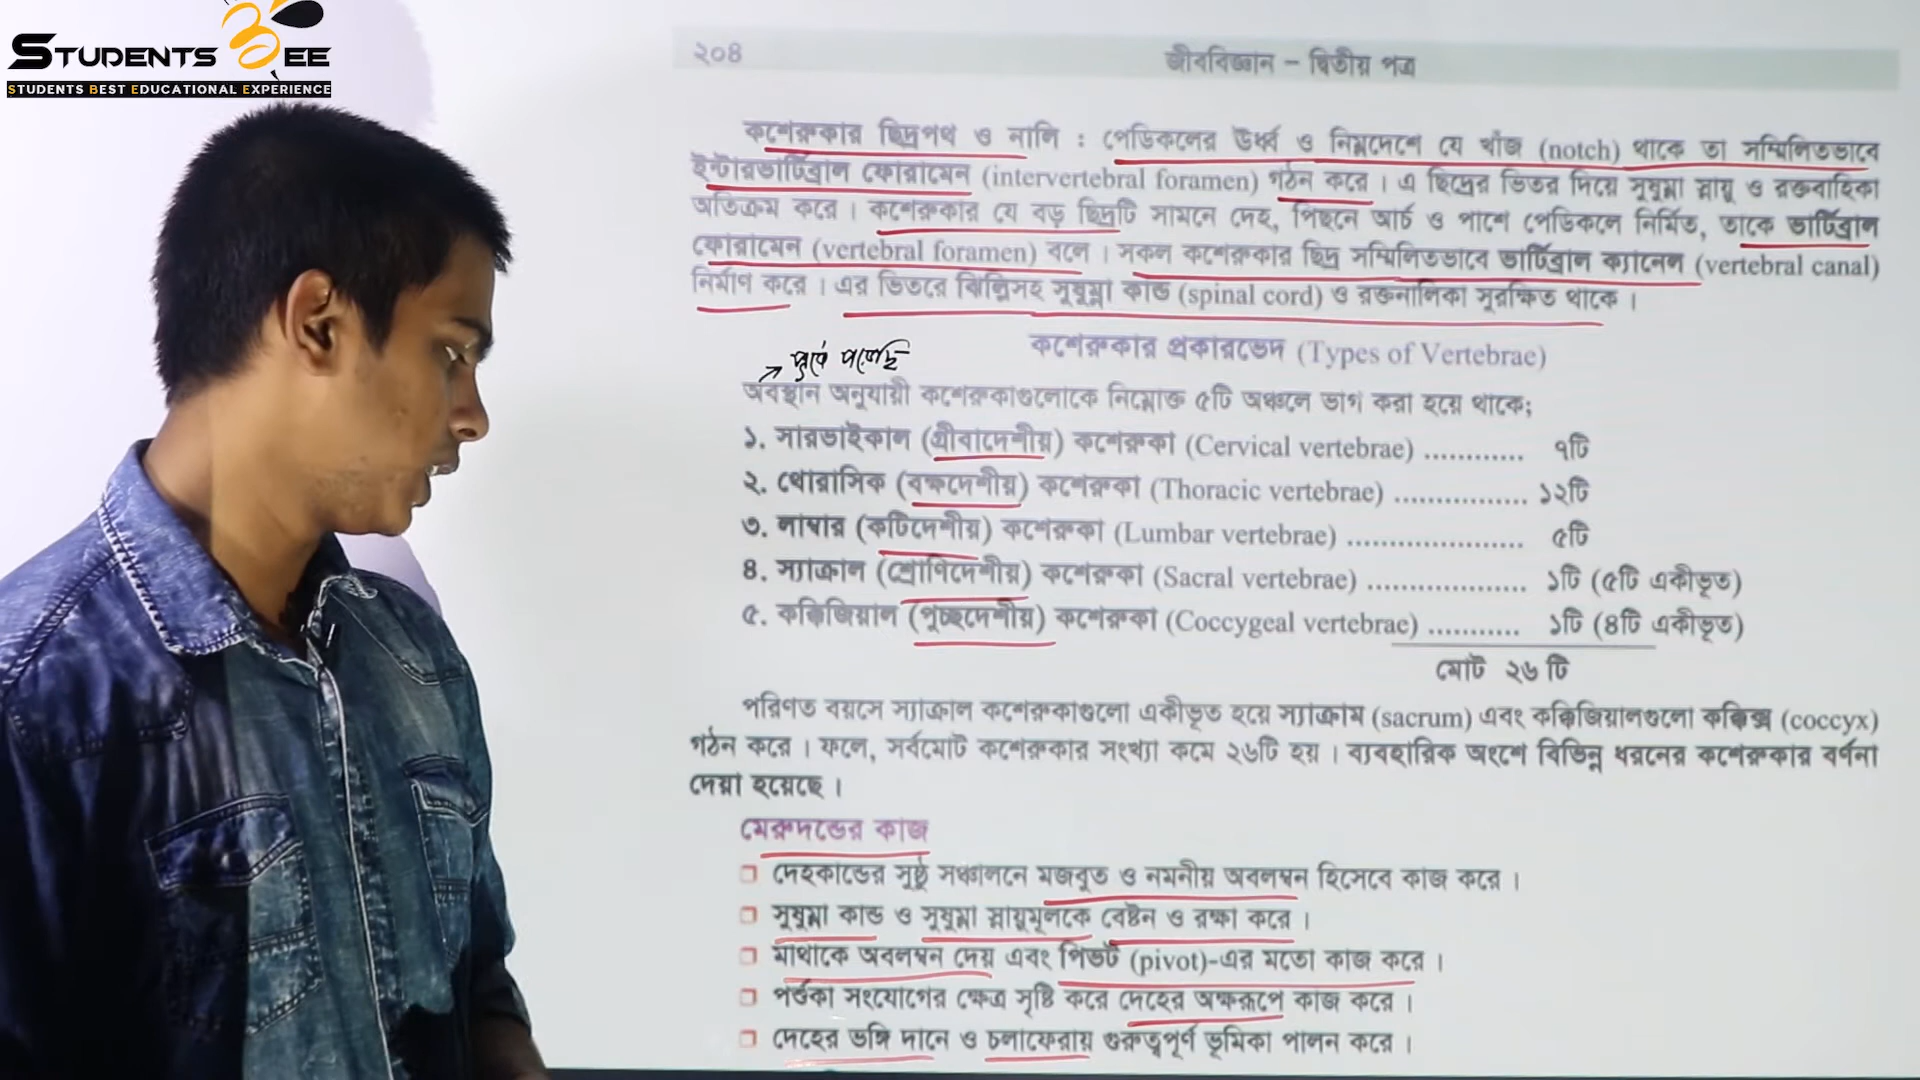 STUDENTS BEE
STUDENTS BEST EDUCATIONAL EXPERIENCE
২০৪
জীববিজ্ঞান – দ্বিতীয় পত্র
কশেরুকার ছিদ্রপথ ও নালি : পেডিকলের উর্ধ্ব ও নিম্নদেশে যে খাঁজ (notch) থাকে তা সম্মিলিতভাবে
ইন্টারভার্টিব্রাল ফোরামেন (intervertebral foramen) গঠন করে । এ ছিদ্রের ভিতর দিয়ে সুষুম্না স্নায়ু ও রক্তবাহিকা
অতিক্রম করে । কশেরুকার যে বড় ছিদ্রটি সামনে দেহ, পিছনে আর্চ ও পাশে পেডিকলে নির্মিত, তাকে ভার্টিব্রাল
ফোরামেন (vertebral foramen) বলে । সকল কশেরুকার ছিদ্র সম্মিলিতভাবে ভার্টিব্রাল ক্যানেল (vertebral canal)
নির্মাণ করে । এর ভিতরে ঝিল্লিসহ সুষুম্না কান্ড (spinal cord) ও রক্তনালিকা সুরক্ষিত থাকে ।
কশেরুকার প্রকারভেদ (Types of Vertebrae)
→ পূর্বে পড়েছি
অবস্থান অনুযায়ী কশেরুকাগুলোকে নিম্নোক্ত ৫টি অঞ্চলে ভাগ করা হয়ে থাকে;
১. সারভাইকাল (গ্রীবাদেশীয়) কশেরুকা (Cervical vertebrae) ............ ৭টি
২. থোরাসিক (বক্ষদেশীয়) কশেরুকা (Thoracic vertebrae) ................ ১২টি
৩. লাম্বার (কটিদেশীয়) কশেরুকা (Lumbar vertebrae) ..................... ৫টি
৪. স্যাক্রাল (শ্রোণিদেশীয়) কশেরুকা (Sacral vertebrae) ................... ১টি (৫টি একীভূত)
৫. কক্কিজিয়াল (পুচ্ছদেশীয়) কশেরুকা (Coccygeal vertebrae) ........... ১টি (৪টি একীভূত)
মোট ২৬ টি
পরিণত বয়সে স্যাক্রাল কশেরুকাগুলো একীভূত হয়ে স্যাক্রাম (sacrum) এবং কক্কিজিয়ালগুলো কক্কিক্স (coccyx)
গঠন করে । ফলে, সর্বমোট কশেরুকার সংখ্যা কমে ২৬টি হয় । ব্যবহারিক অংশে বিভিন্ন ধরনের কশেরুকার বর্ণনা
দেয়া হয়েছে ।
মেরুদন্ডের কাজ
❒ দেহকান্ডের সুষ্ঠু সঞ্চালনে মজবুত ও নমনীয় অবলম্বন হিসেবে কাজ করে ।
❒ সুষুম্না কান্ড ও সুষুম্না স্নায়ুমূলকে বেষ্টন ও রক্ষা করে ।
❒ মাথাকে অবলম্বন দেয় এবং পিভট (pivot)-এর মতো কাজ করে ।
❒ পর্শুকা সংযোগের ক্ষেত্র সৃষ্টি করে দেহের অক্ষরূপে কাজ করে ।
❒ দেহের ভঙ্গি দানে ও চলাফেরায় গুরুত্বপূর্ণ ভূমিকা পালন করে ।